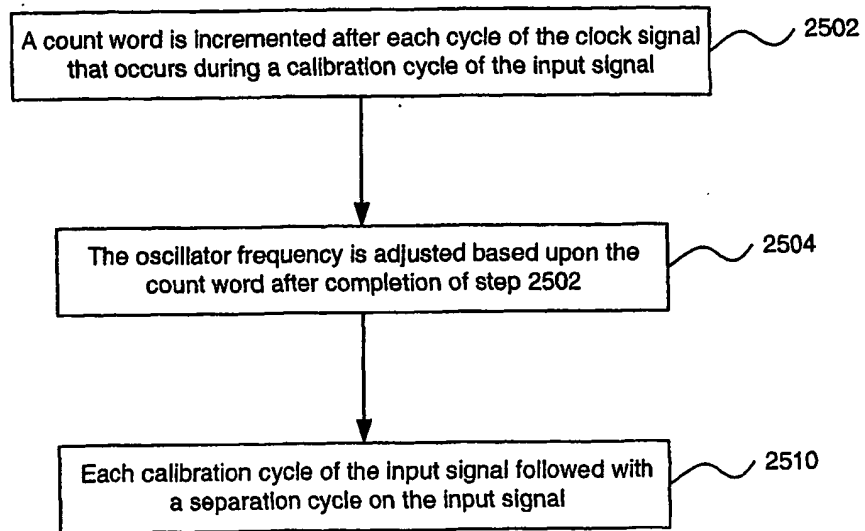 A count word is incremented after each cycle of the clock signal
that occurs during a calibration cycle of the input signal
2502
The oscillator frequency is adjusted based upon the
count word after completion of step 2502
2504
Each calibration cycle of the input signal followed with
a separation cycle on the input signal
2510